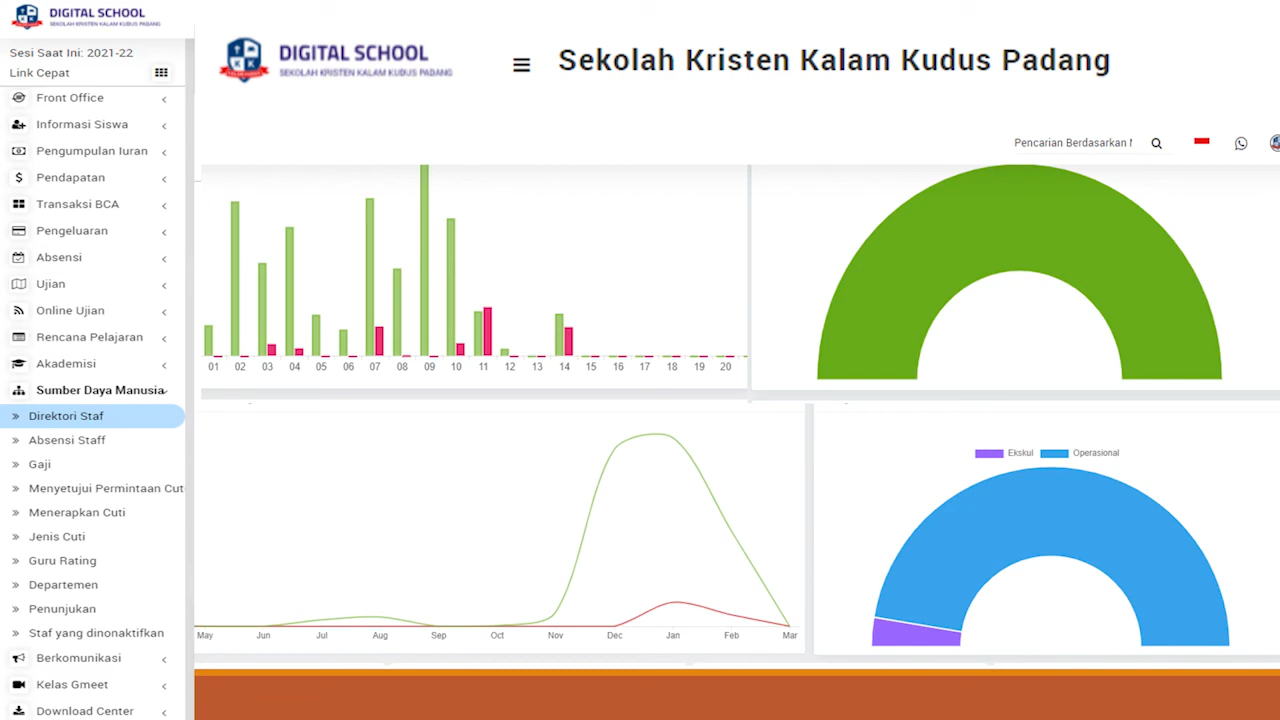 DIGITAL SCHOOL
SEKOLAH KRISTEN KALAM KUDUS PADANG
Sesi Saat Ini: 2021-22
Link Cepat
Front Office
Informasi Siswa
Pengumpulan Iuran
Pendapatan
Transaksi BCA
Pengeluaran
Absensi
Ujian
Online Ujian
Rencana Pelajaran
Akademisi
Sumber Daya Manusia
Direktori Staf
Absensi Staff
Gaji
Menyetujui Permintaan Cuti
Menerapkan Cuti
Jenis Cuti
Guru Rating
Departemen
Penunjukan
Staf yang dinonaktifkan
Berkomunikasi
Kelas Gmeet
Download Center
DIGITAL SCHOOL
SEKOLAH KRISTEN KALAM KUDUS PADANG
Sekolah Kristen Kalam Kudus Padang
Pencarian Berdasarkan
01 02 03 04 05 06 07 08 09 10 11 12 13 14 15 16 17 18 19 20
May Jun Jul Aug Sep Oct Nov Dec Jan Feb Mar
Ekskul Operasional